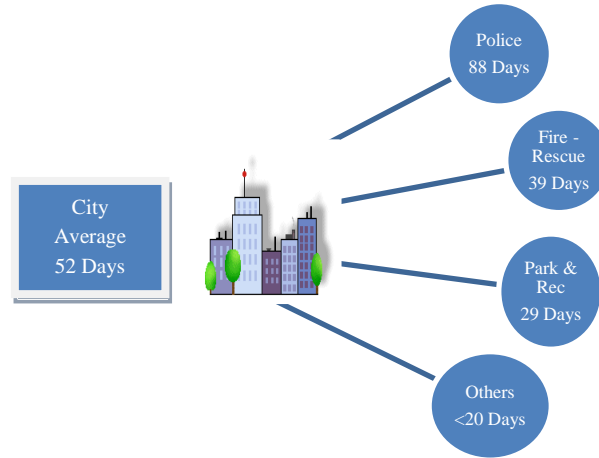 City
Average
52 Days
Police
88 Days
Fire -
Rescue
39 Days
Park &
Rec
29 Days
Others
<20 Days